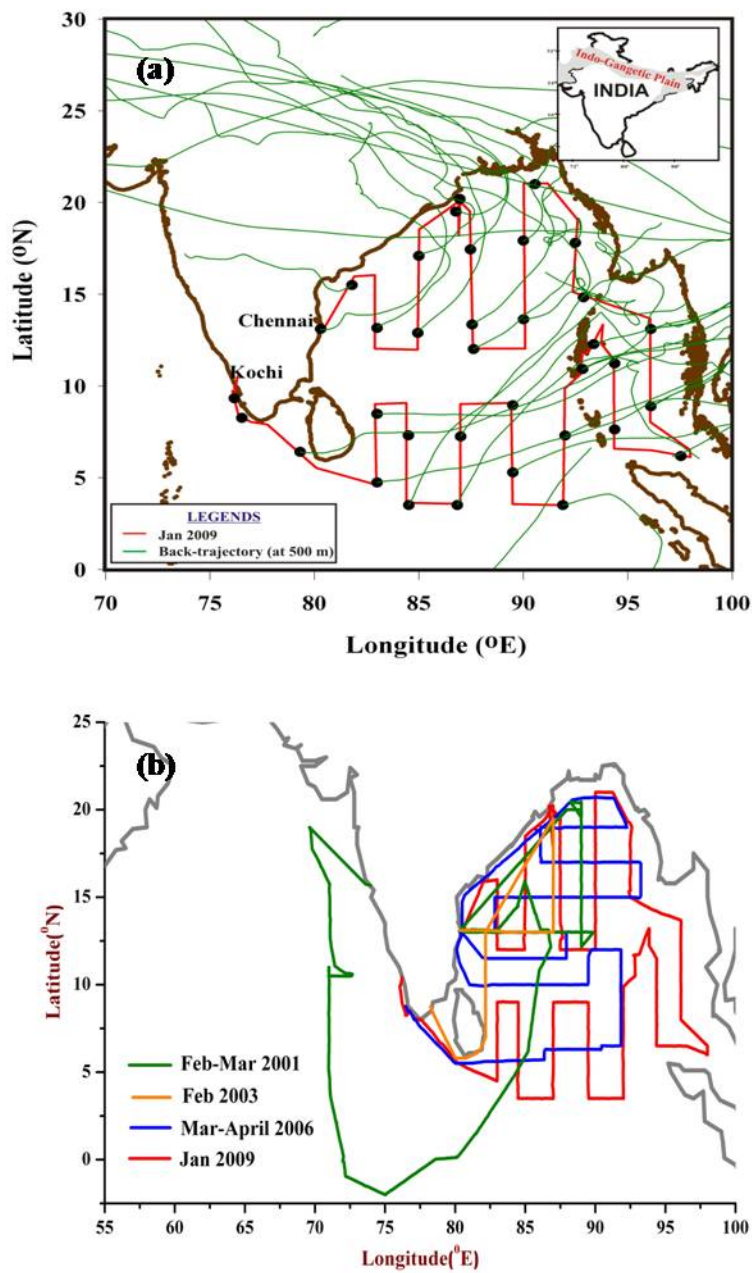 30
(a)
Indo-Gangetic Plain
INDIA
25
20
15
10
5
0
Latitude (ᴼN)
Chennai
Kochi
LEGENDS
Jan 2009
Back-trajectory (at 500 m)
70 75 80 85 90 95 100
Longitude (ᴼE)
25
(b)
20
15
10
5
0
Latitude(⁰N)
Feb-Mar 2001
Feb 2003
Mar-April 2006
Jan 2009
55 60 65 70 75 80 85 90 95 100
Longitude(⁰E)